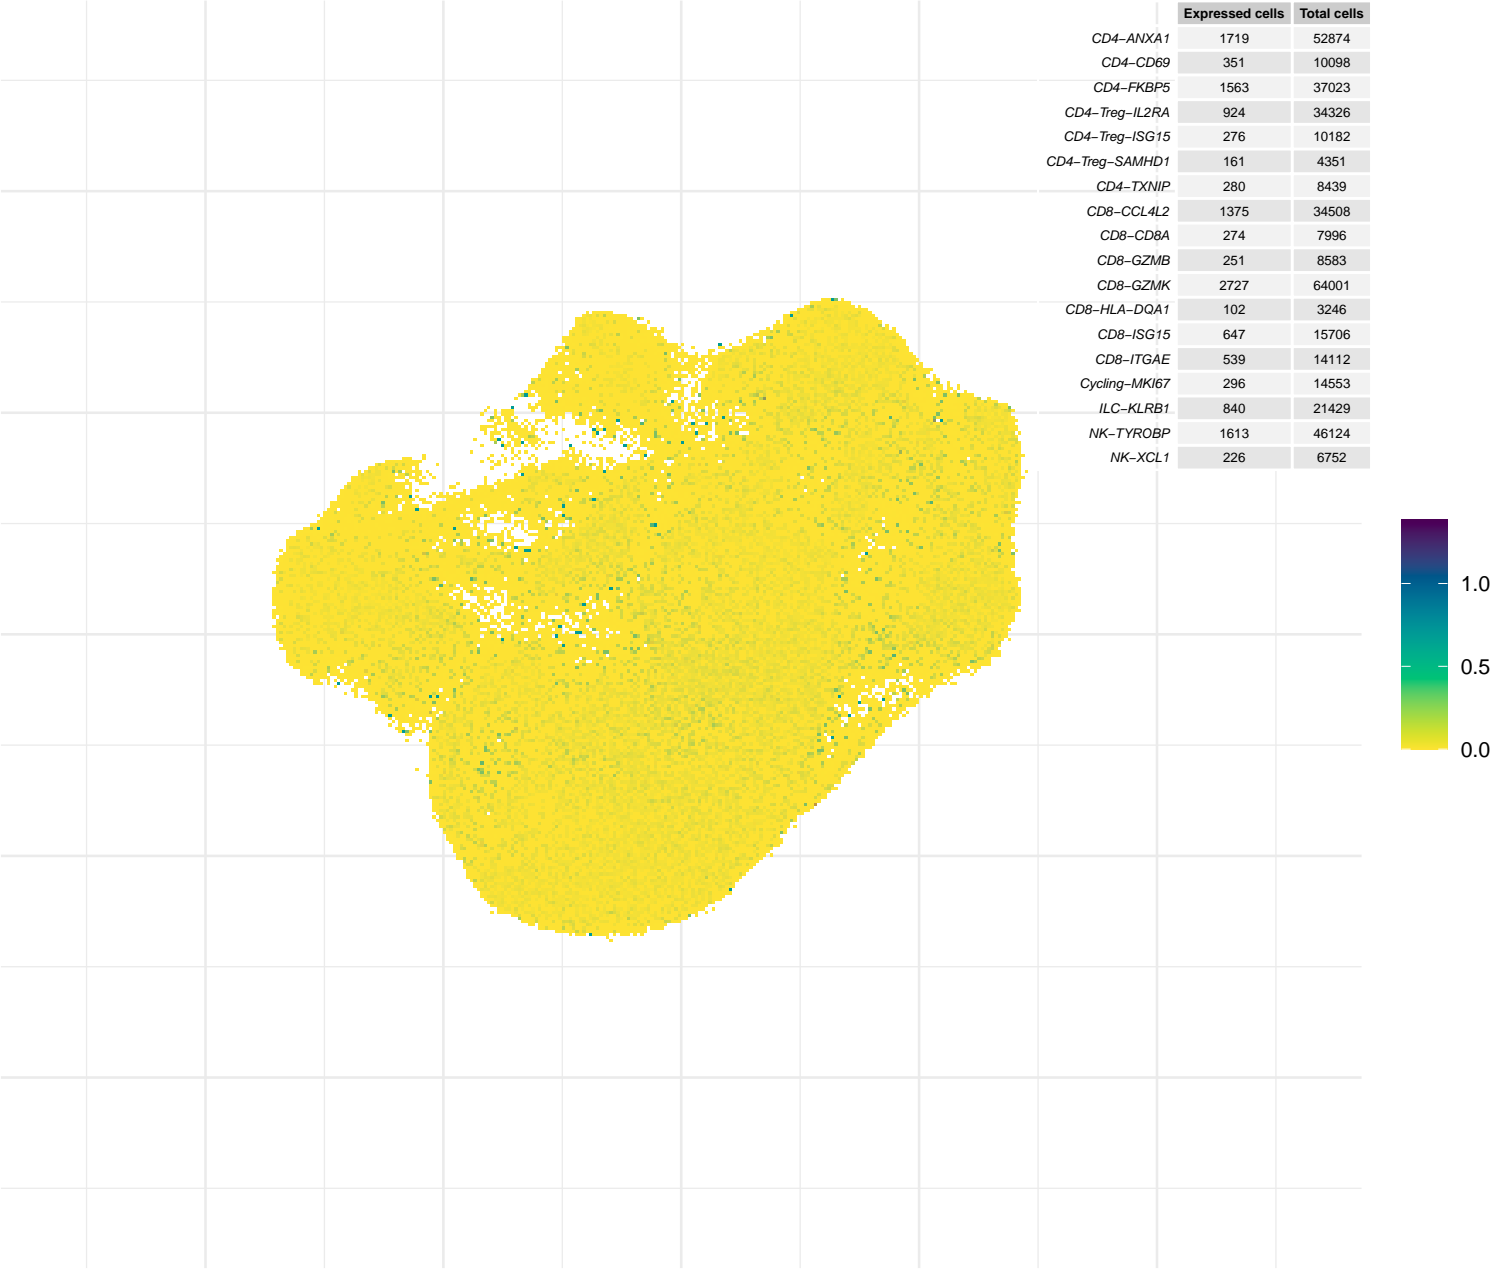 Expressed cells Total cells
CD4−ANXA1 1719 52874
CD4−CD69 351 10098
CD4−FKBP5 1563 37023
CD4−Treg−IL2RA 924 34326
CD4−Treg−ISG15 276 10182
CD4−Treg−SAMHD1 161 4351
CD4−TXNIP 280 8439
CD8−CCL4L2 1375 34508
CD8−CD8A 274 7996
CD8−GZMB 251 8583
CD8−GZMK 2727 64001
CD8−HLA−DQA1 102 3246
CD8−ISG15 647 15706
CD8−ITGAE 539 14112
Cycling−MKI67 296 14553
ILC−KLRB1 840 21429
NK−TYROBP 1613 46124
NK−XCL1 226 6752
1.0
0.5
0.0